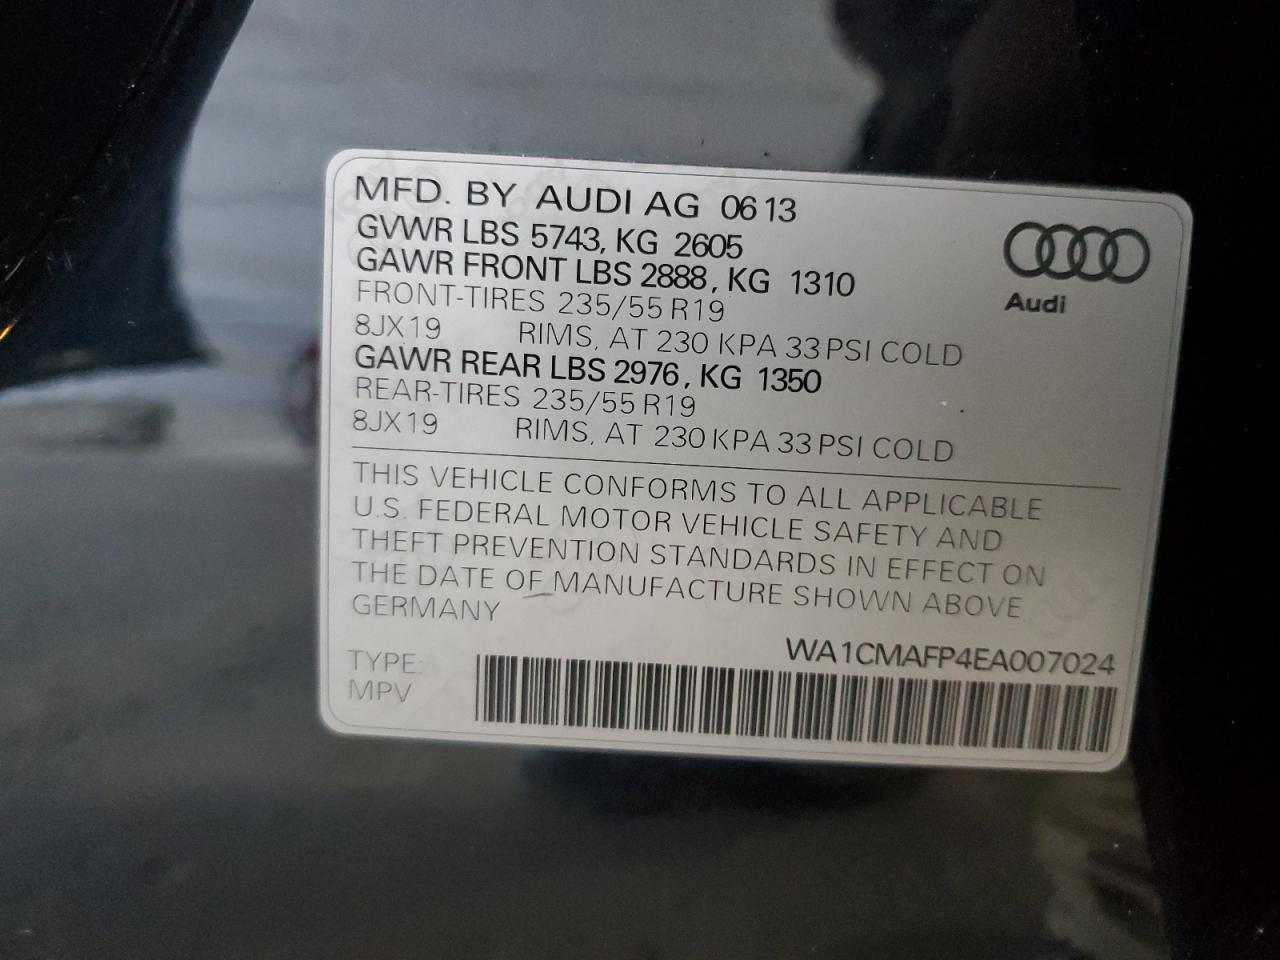 MFD. BY AUDI AG 06 13
GVWR LBS 5743, KG 2605
GAWR FRONT LBS 2888, KG 1310
FRONT-TIRES 235/55 R19
8JX19 RIMS, AT 230 KPA 33 PSI COLD
GAWR REAR LBS 2976, KG 1350
REAR-TIRES 235/55 R19
8JX19 RIMS, AT 230 KPA 33 PSI COLD
Audi
THIS VEHICLE CONFORMS TO ALL APPLICABLE
U.S. FEDERAL MOTOR VEHICLE SAFETY AND
THEFT PREVENTION STANDARDS IN EFFECT ON
THE DATE OF MANUFACTURE SHOWN ABOVE
GERMANY
WA1CMAFP4EA007024
TYPE:
MPV